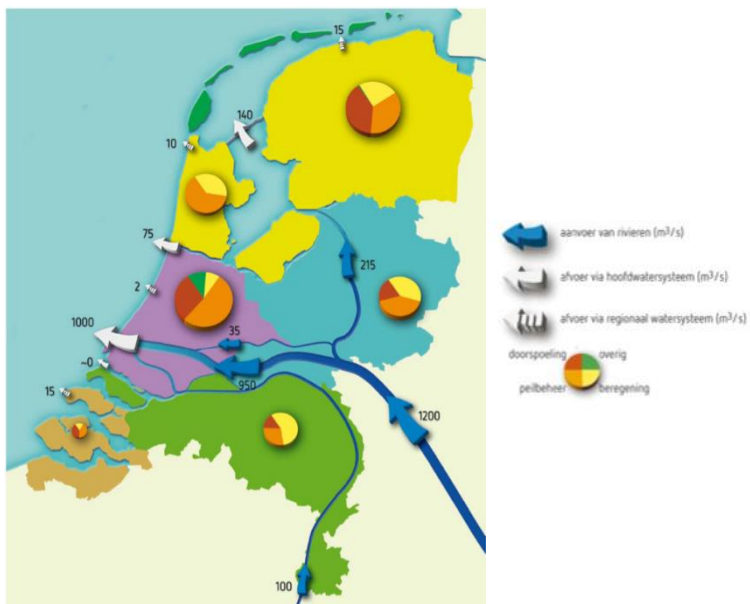 15
140
10
75
2
215
1000
35
~0
950
15
1200
100
aanvoer van rivieren (m³/s)
afvoer via hoofdwatersysteem (m³/s)
afvoer via regionaal watersysteem (m³/s)
doorspoeling overig
peilbeheer beregening